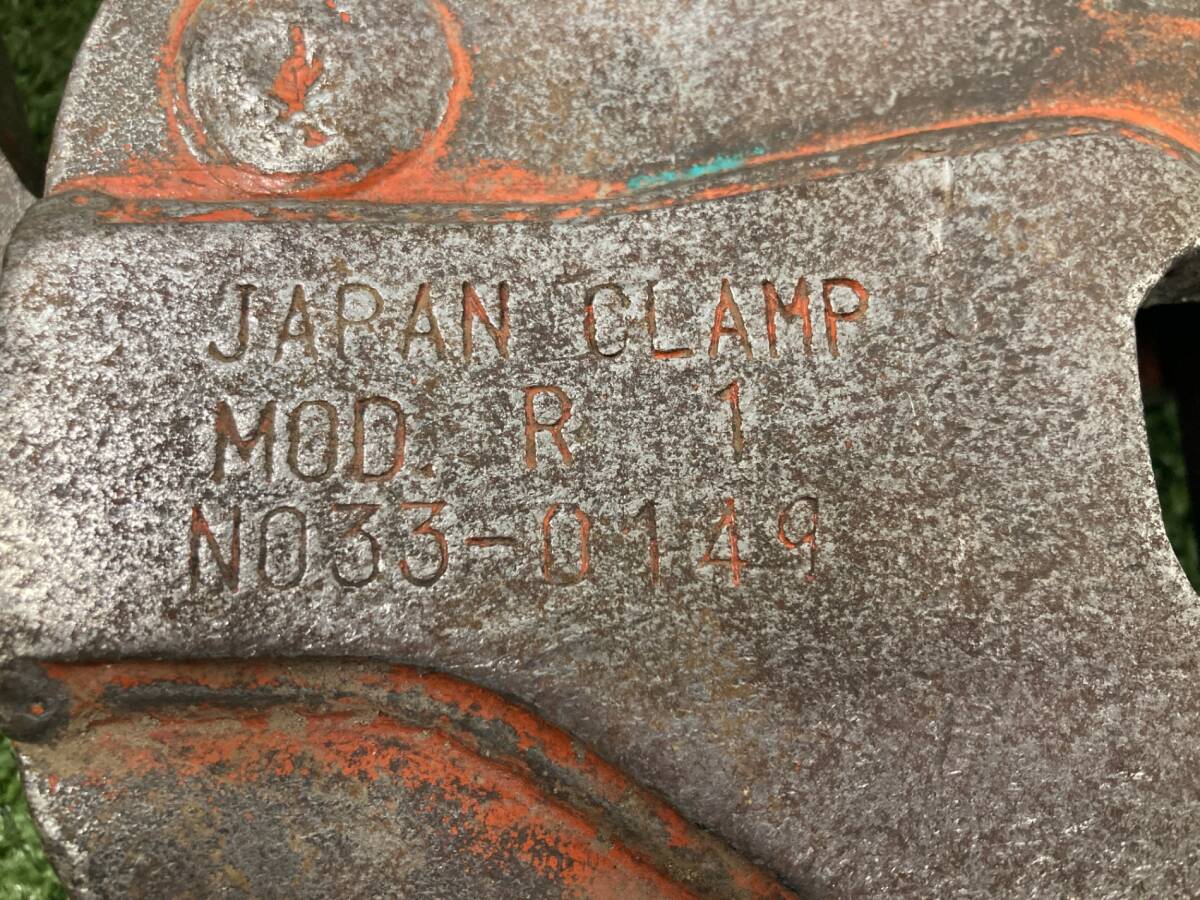 JAPAN CLAMP
MOD. R 1
NO33-0149